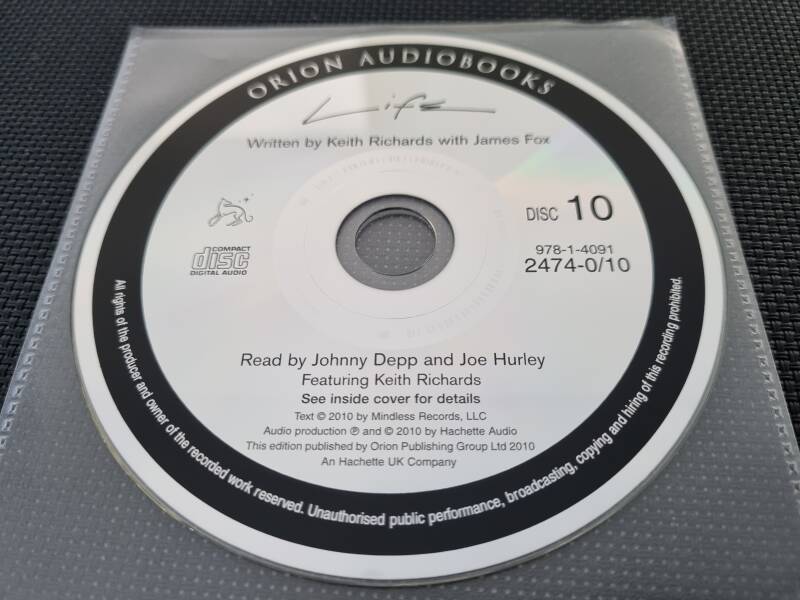 ORION AUDIOBOOKS
Life
Written by Keith Richards with James Fox
DISC 10
COMPACT
disc
DIGITAL AUDIO
978-1-4091
2474-0/10
Read by Johnny Depp and Joe Hurley
Featuring Keith Richards
See inside cover for details
Text © 2010 by Mindless Records, LLC
Audio production ℗ and © 2010 by Hachette Audio
This edition published by Orion Publishing Group Ltd 2010
An Hachette UK Company
All rights of the producer and owner of the recorded work reserved. Unauthorised public performance, broadcasting, copying and hiring of this recording prohibited.